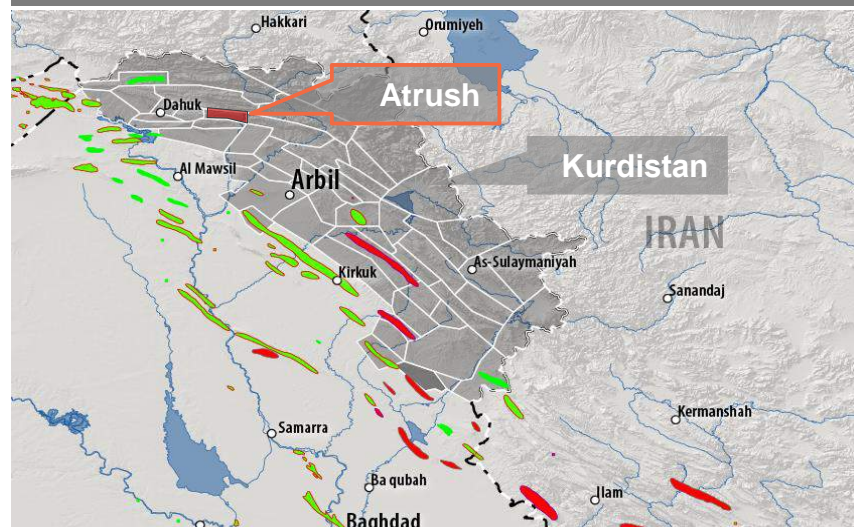 Hakkari
Orumiyeh
Atrush
Dahuk
Al Mawsil
Arbil
Kurdistan
IRAN
Kirkuk
As-Sulaymaniyah
Sanandaj
Samarra
Kermanshah
Ba qubah
Ilam
Baghdad